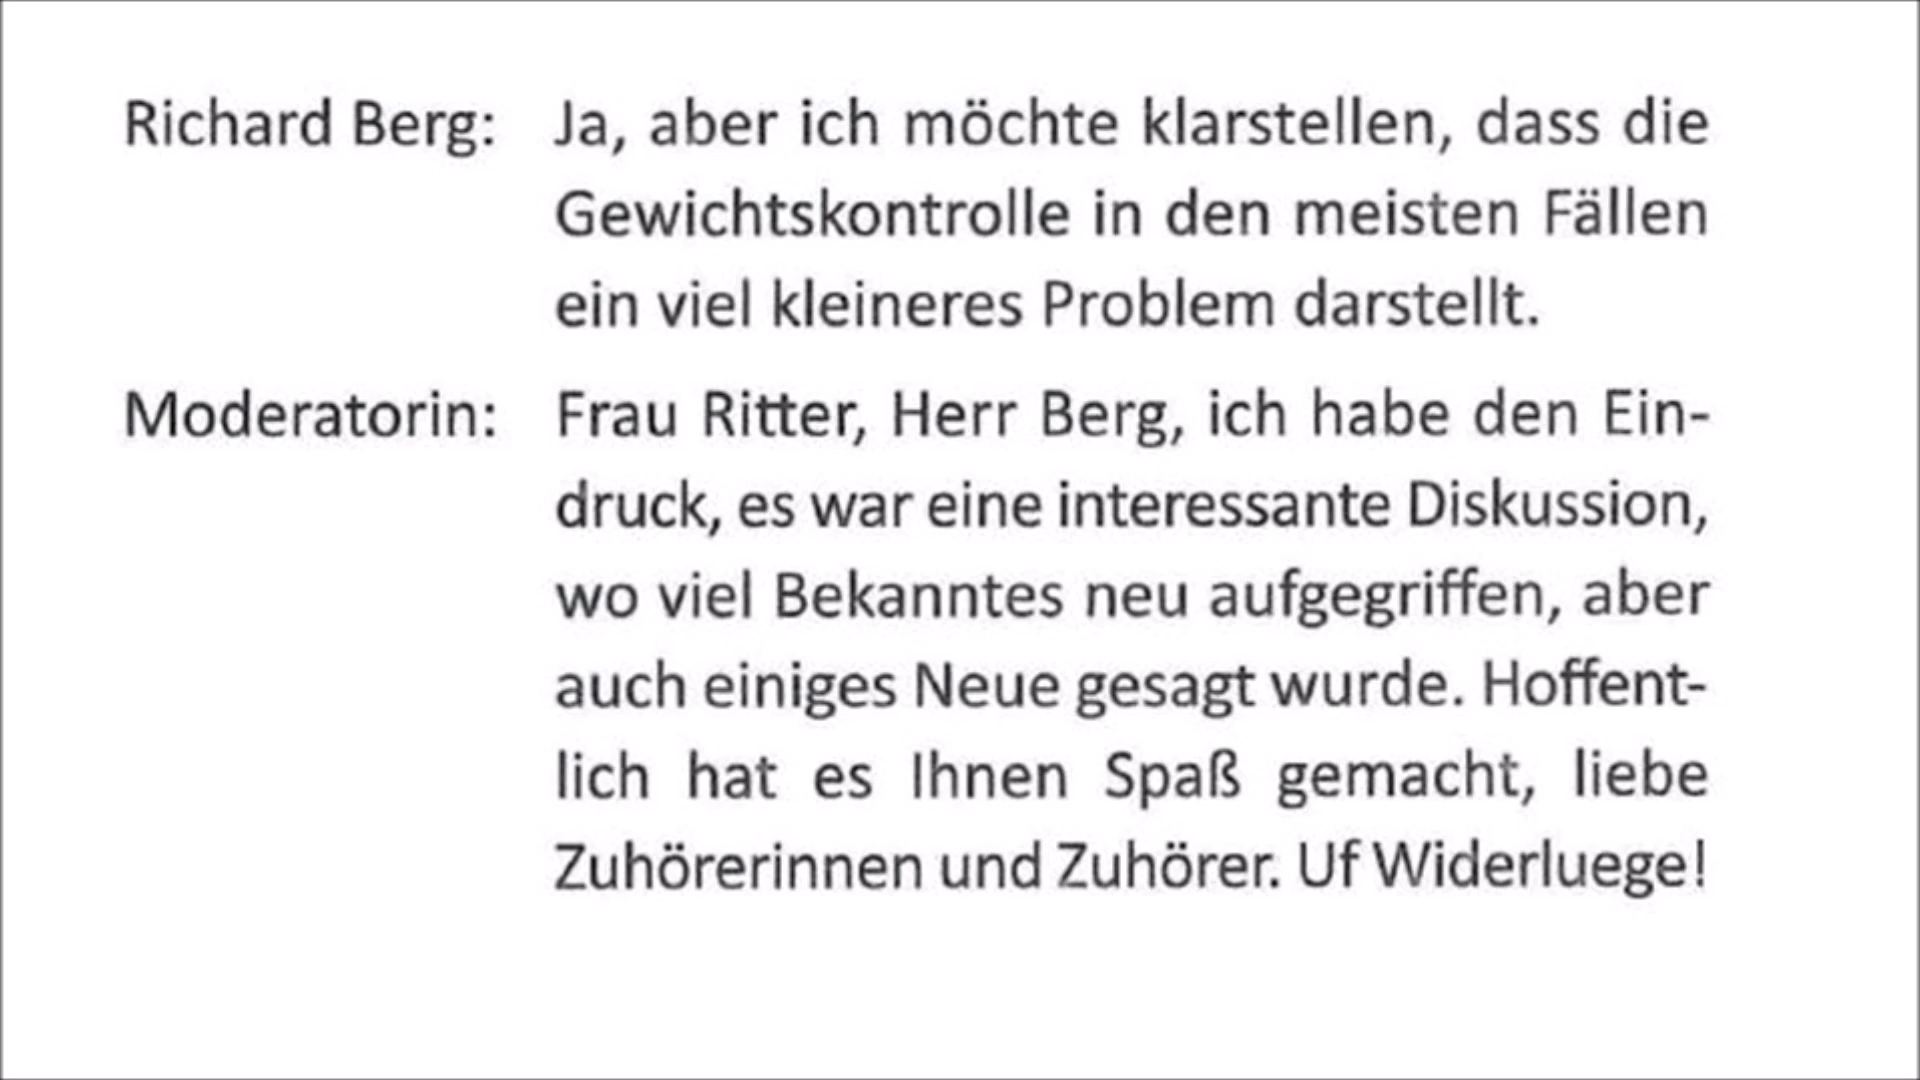 Richard Berg: Ja, aber ich möchte klarstellen, dass die
Gewichtskontrolle in den meisten Fällen
ein viel kleineres Problem darstellt.
Moderatorin: Frau Ritter, Herr Berg, ich habe den Ein-
druck, es war eine interessante Diskussion,
wo viel Bekanntes neu aufgegriffen, aber
auch einiges Neue gesagt wurde. Hoffent-
lich hat es Ihnen Spaß gemacht, liebe
Zuhörerinnen und Zuhörer. Uf Widerluege!